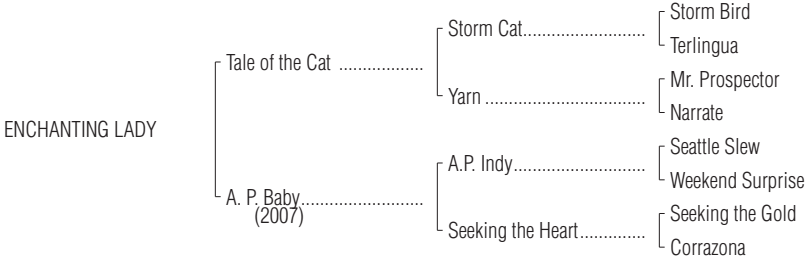 Storm Bird
Storm Cat..........................
Terlingua
Tale of the Cat ..................
Mr. Prospector
Yarn ..................................
Narrate
ENCHANTING LADY
Seattle Slew
A.P. Indy............................
Weekend Surprise
A. P. Baby..........................
(2007)
Seeking the Gold
Seeking the Heart..............
Corrazona